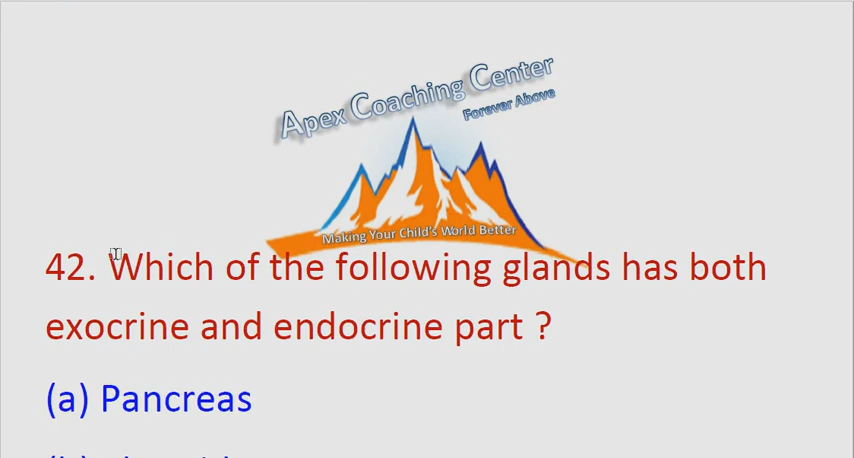 Apex Coaching Center
Forever Above
Making Your Child's World Better
42. Which of the following glands has both
exocrine and endocrine part ?
(a) Pancreas